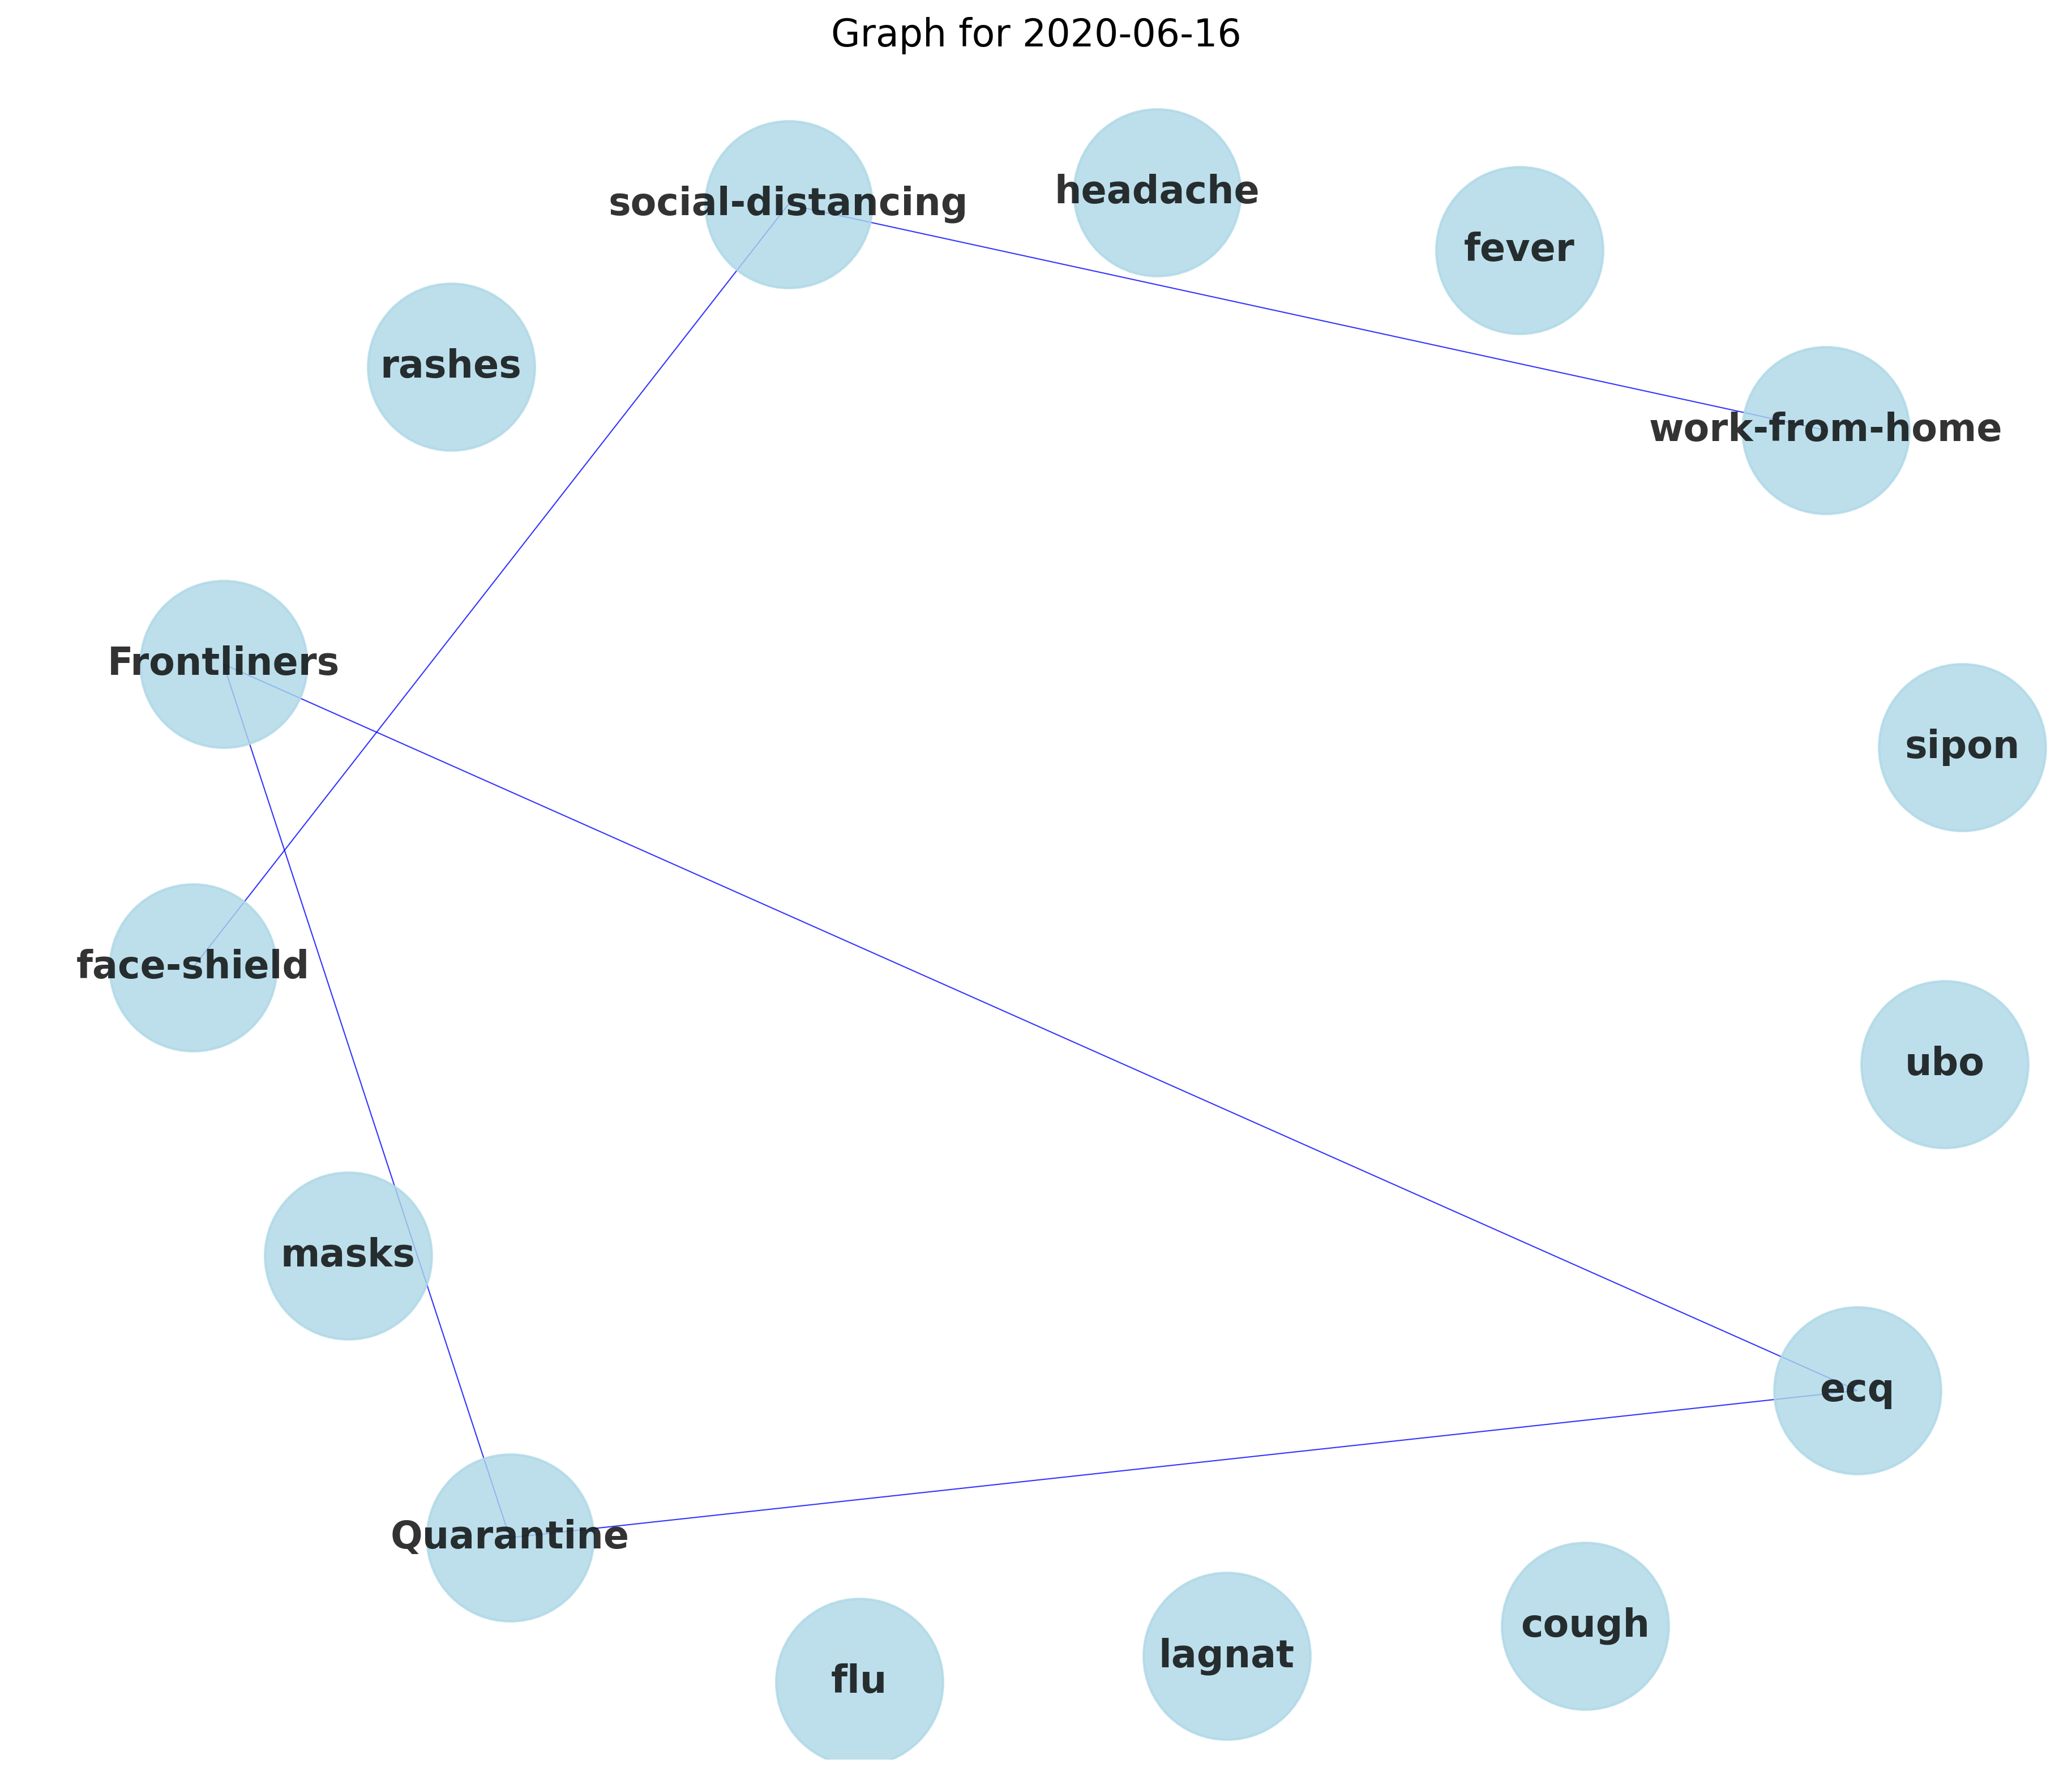 Graph for 2020-06-16
headache
social-distancing
fever
rashes
work-from-home
Frontliners
sipon
face-shield
ubo
masks
ecq
Quarantine
cough
lagnat
flu